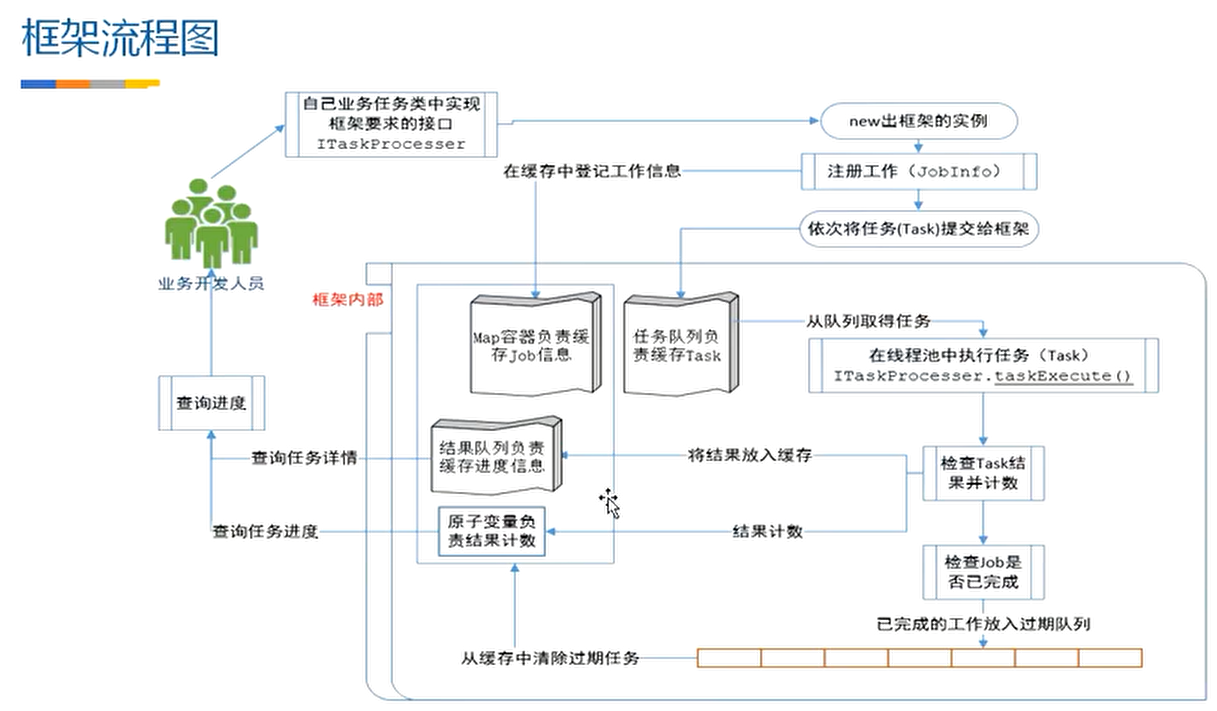 框架流程图
自己业务任务类中实现
框架要求的接口
ITaskProcesser
new出框架的实例
在缓存中登记工作信息
注册工作（JobInfo）
依次将任务(Task)提交给框架
业务开发人员
框架内部
Map容器负责缓
存Job信息
任务队列负
责缓存Task
从队列取得任务
在线程池中执行任务（Task）
ITaskProcesser.taskExecute()
查询进度
结果队列负责
缓存进度信息
查询任务详情
将结果放入缓存
检查Task结
果并计数
查询任务进度
原子变量负
责结果计数
结果计数
检查Job是
否已完成
已完成的工作放入过期队列
从缓存中清除过期任务